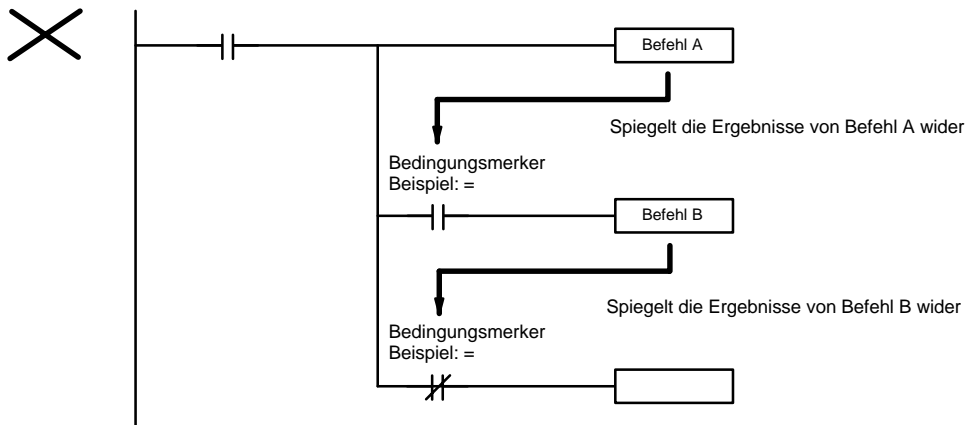 Befehl A
Spiegelt die Ergebnisse von Befehl A wider
Bedingungsmerker
Beispiel: =
Befehl B
Spiegelt die Ergebnisse von Befehl B wider
Bedingungsmerker
Beispiel: =